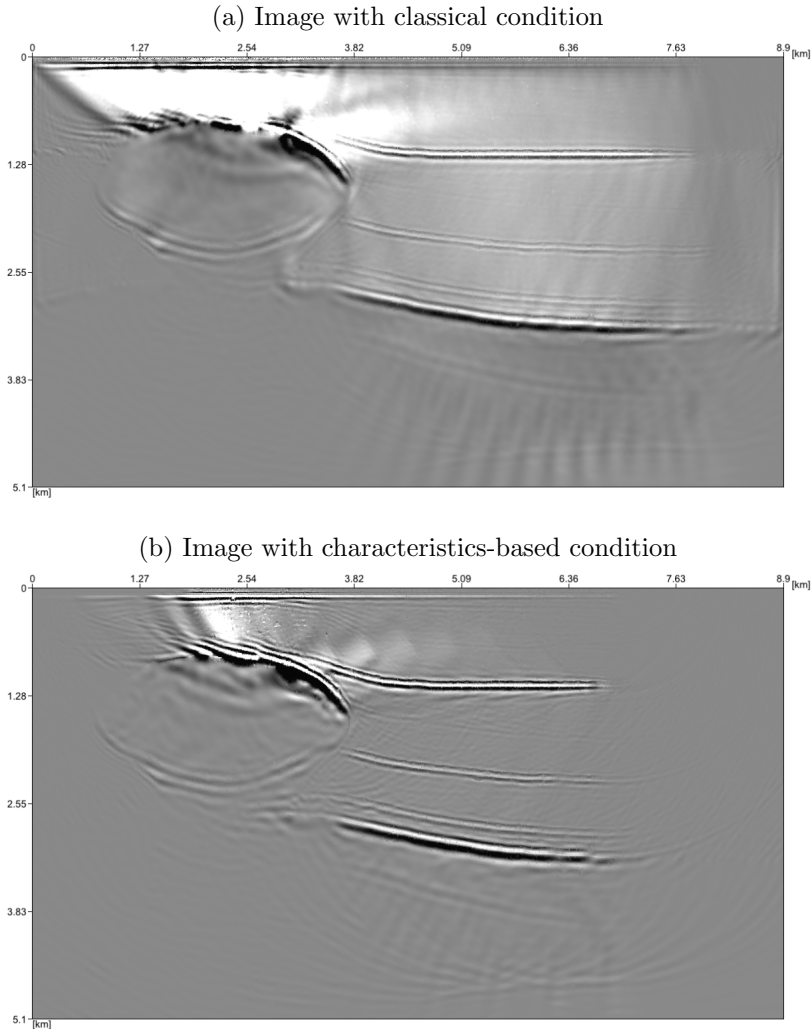 (a) Image with classical condition
0 1.27 2.54 3.82 5.09 6.36 7.63 8.9 [km]
0
1.28
2.55
3.83
5.1
[km]
(b) Image with characteristics-based condition
0 1.27 2.54 3.82 5.09 6.36 7.63 8.9 [km]
0
1.28
2.55
3.83
5.1
[km]